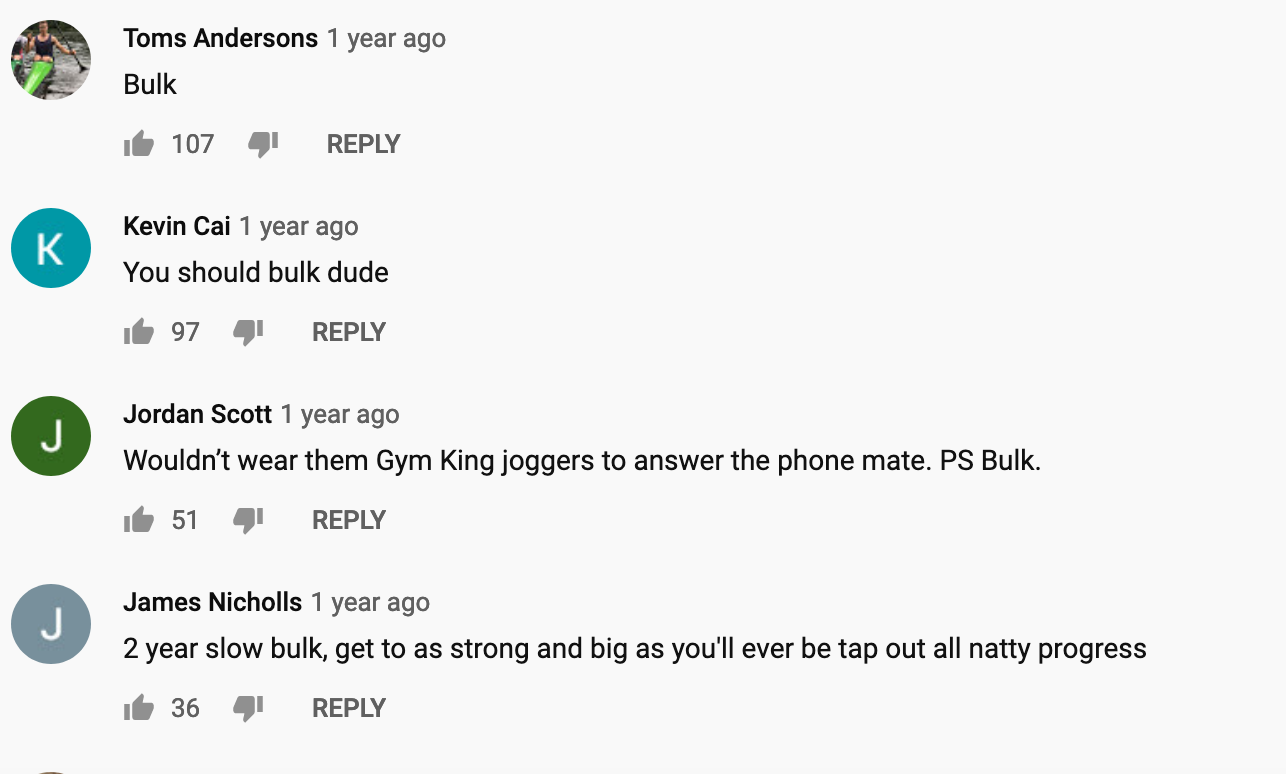 Toms Andersons 1 year ago
Bulk
107 REPLY
K
Kevin Cai 1 year ago
You should bulk dude
97 REPLY
J
Jordan Scott 1 year ago
Wouldn’t wear them Gym King joggers to answer the phone mate. PS Bulk.
51 REPLY
J
James Nicholls 1 year ago
2 year slow bulk, get to as strong and big as you'll ever be tap out all natty progress
36 REPLY